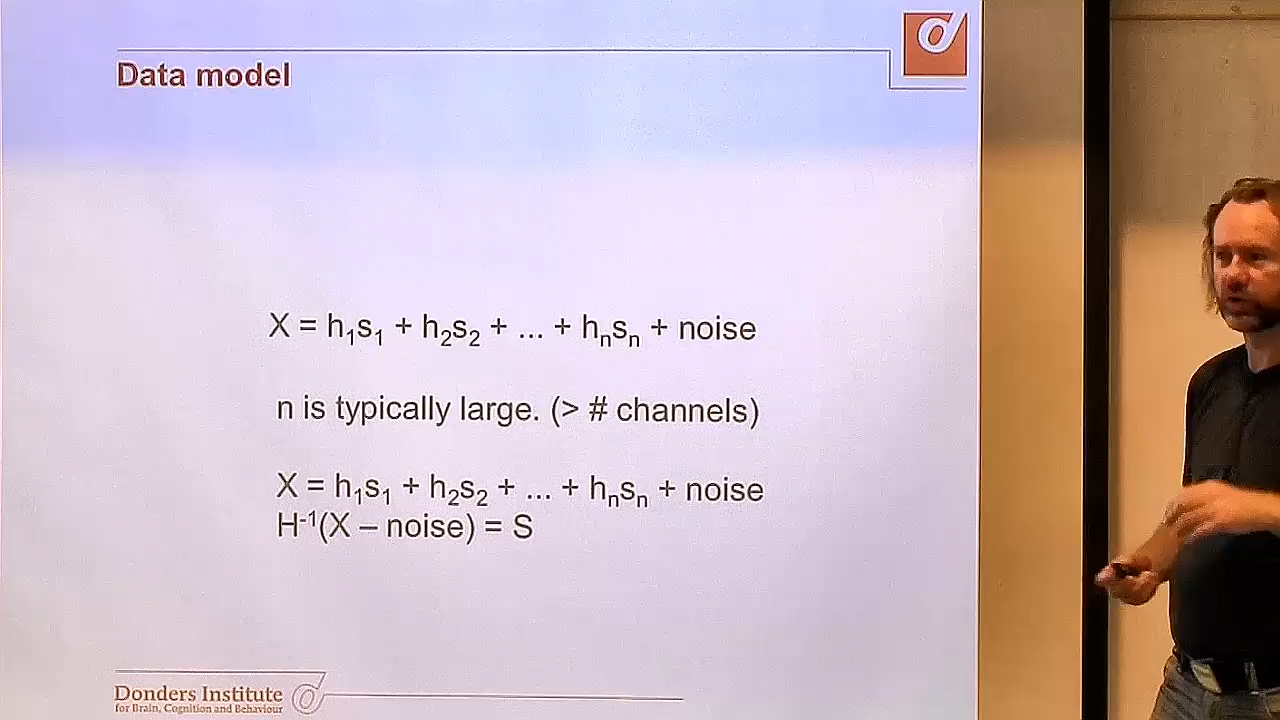 Data model
X = h₁s₁ + h₂s₂ + ... + hₙsₙ + noise
n is typically large. (> # channels)
X = h₁s₁ + h₂s₂ + ... + hₙsₙ + noise
H⁻¹(X – noise) = S
Donders Institute
for Brain, Cognition and Behaviour